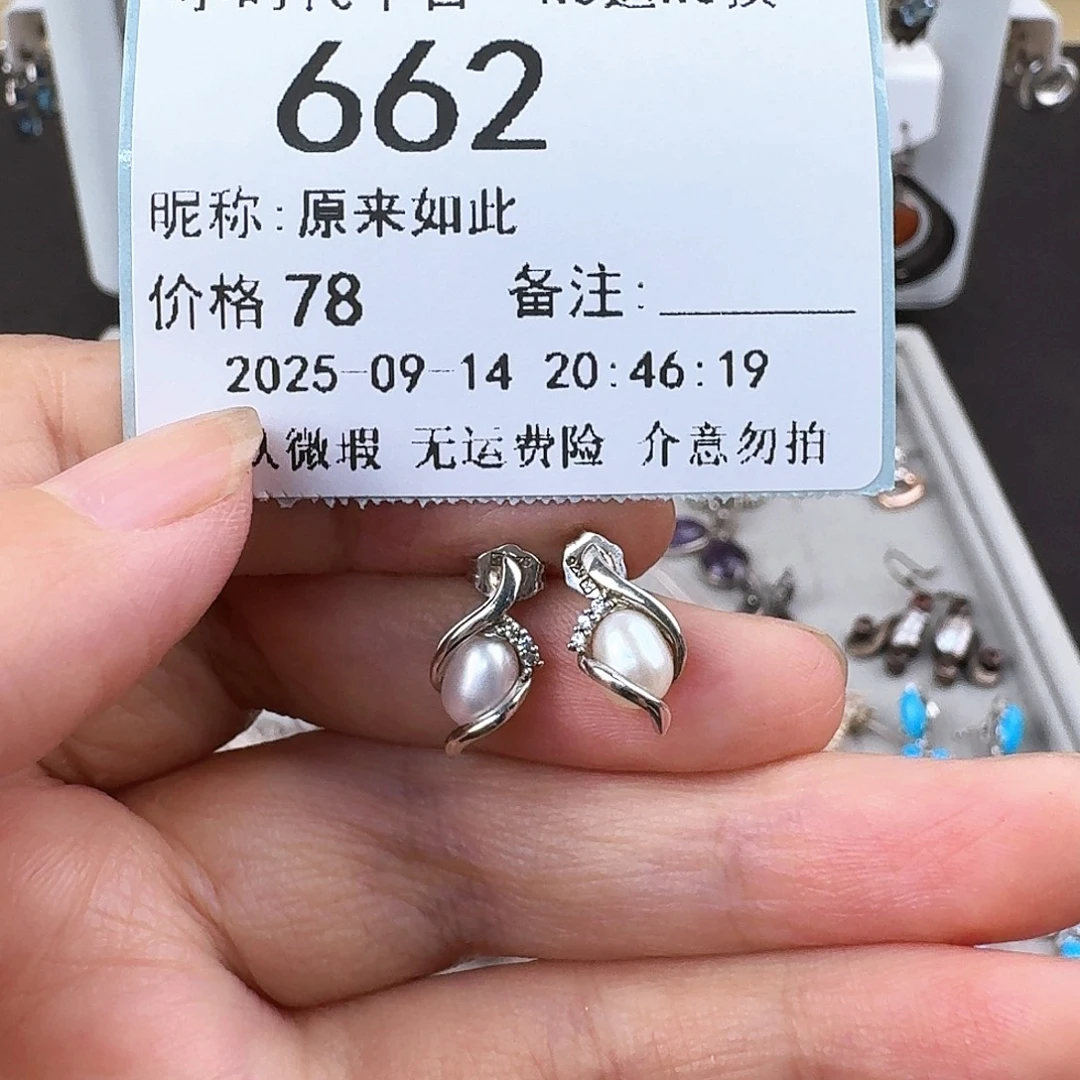 662
昵称:原来如此
价格 78 备注:
2025-09-14 20:46:19
微瑕 无运费险 介意勿拍